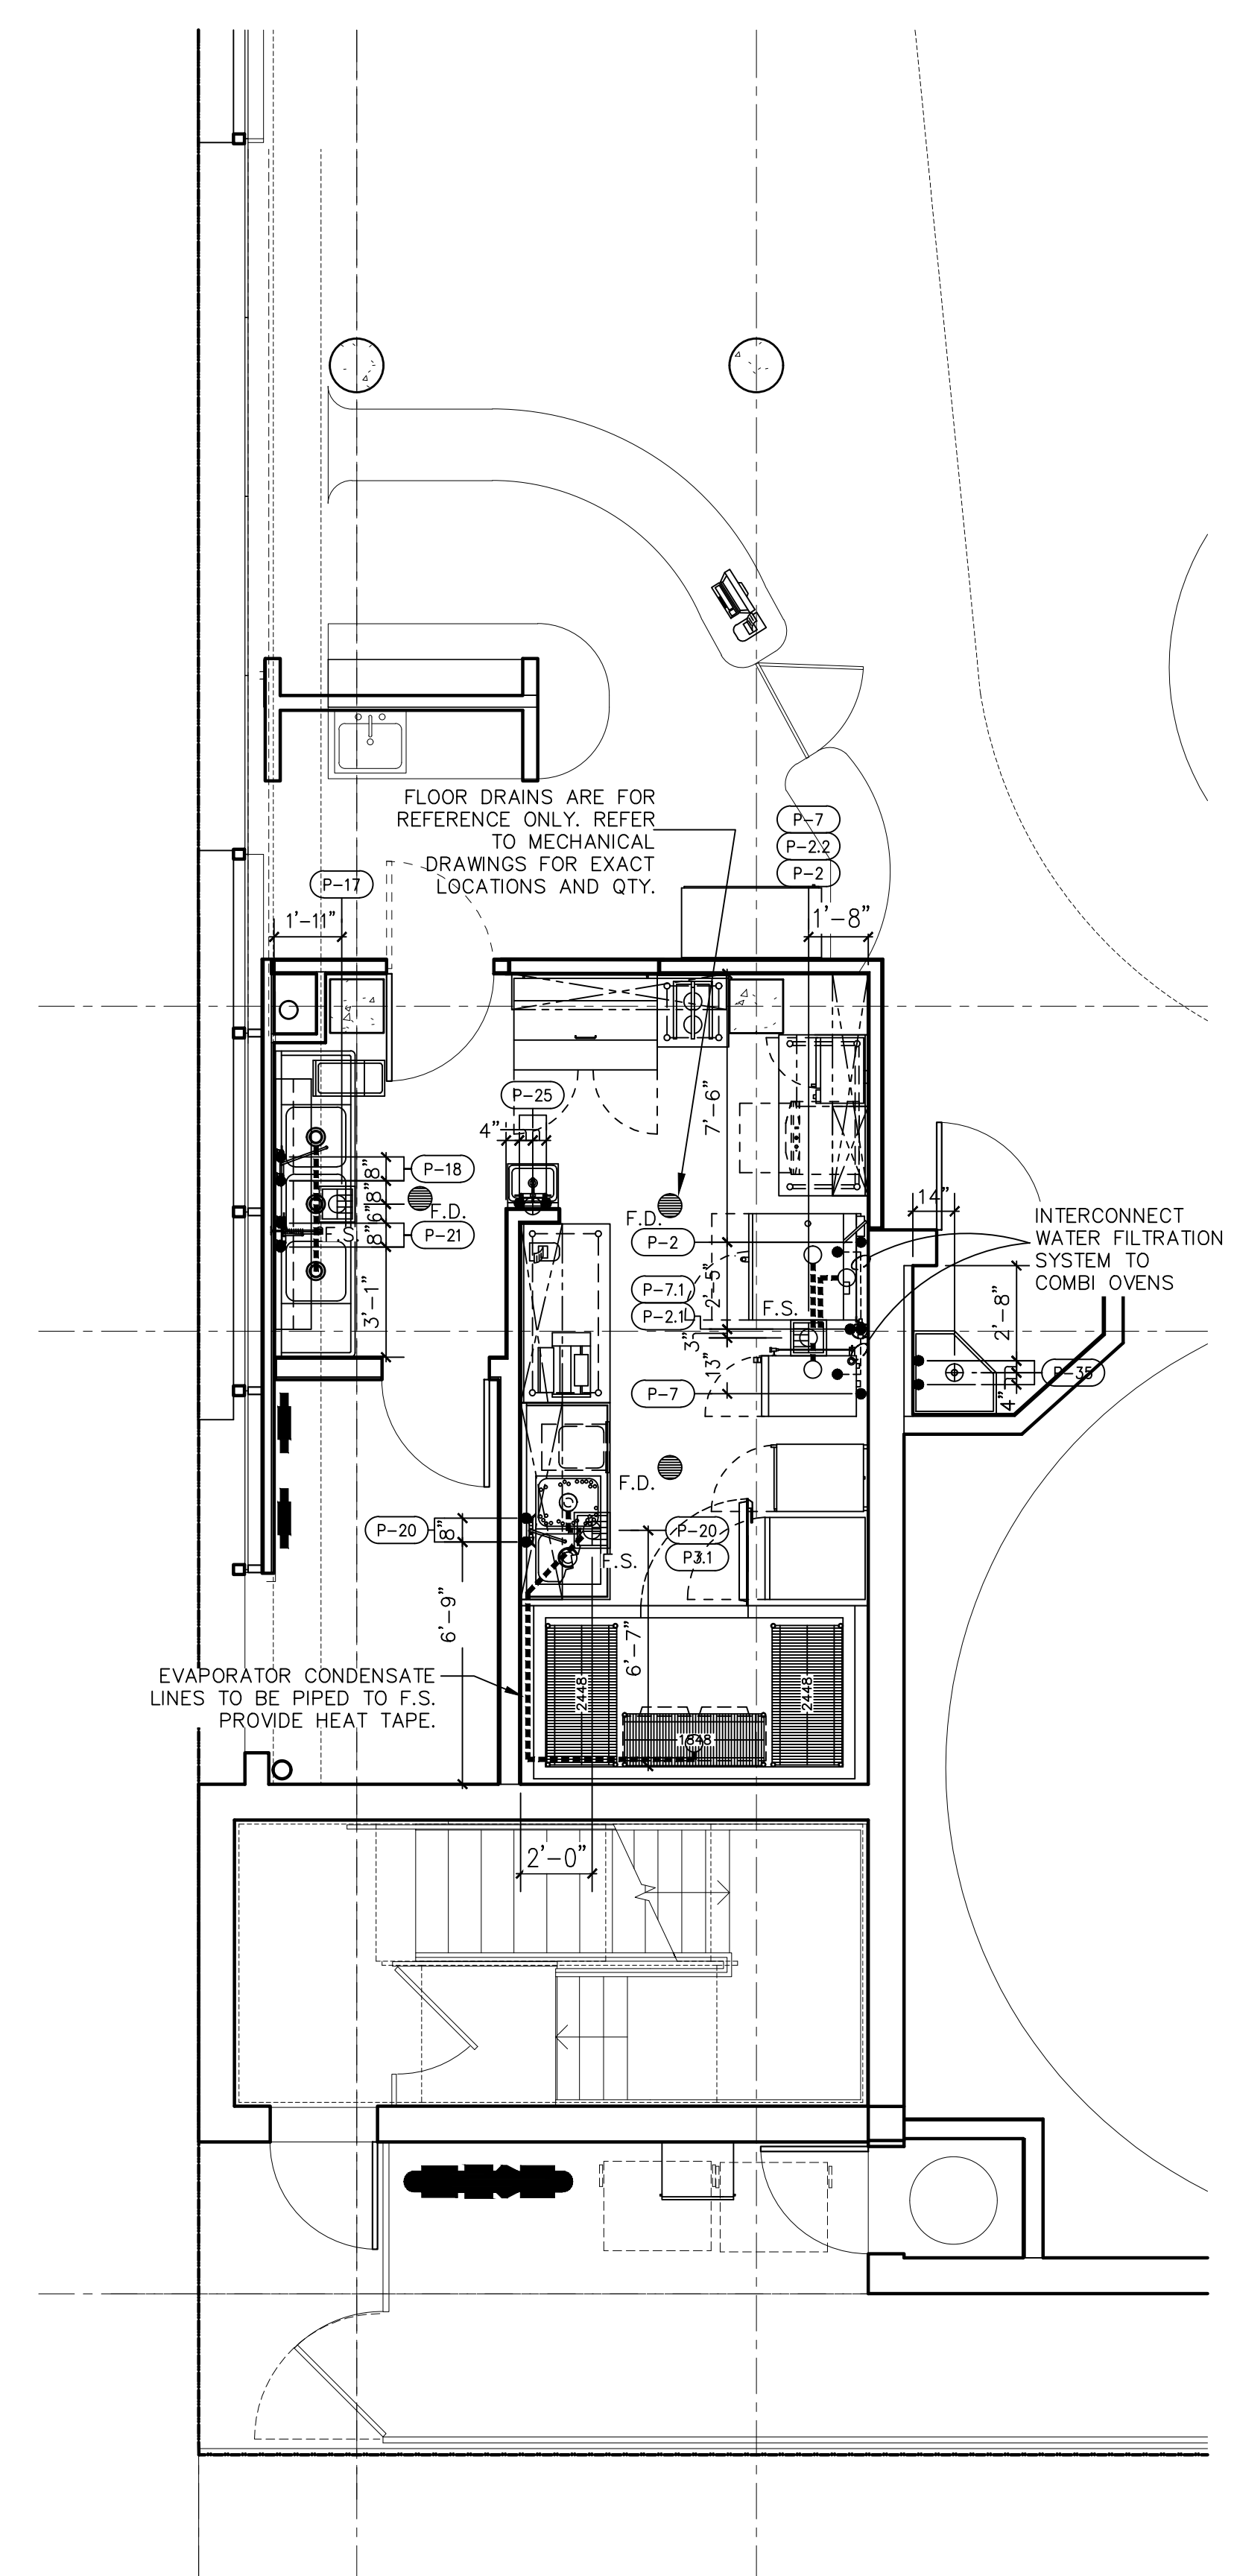 FLOOR DRAINS ARE FOR
REFERENCE ONLY. REFER
TO MECHANICAL
DRAWINGS FOR EXACT
LOCATIONS AND QTY.
P-7
P-2.2
P-2
P-17
1'-11"
1'-8"
P-25
4"
7'-6"
P-18
8"
8"
6"
8"
F.D.
F.S.
P-21
3'-1"
F.D.
P-2
P-7.1
P-2.1
2'-5"
F.S.
3"
13"
P-7
14"
INTERCONNECT
WATER FILTRATION
SYSTEM TO
COMBI OVENS
2'-8"
P-35
4"
F.D.
P-20
8"
P-20
P3.1
F.S.
6'-9"
6'-7"
EVAPORATOR CONDENSATE
LINES TO BE PIPED TO F.S.
PROVIDE HEAT TAPE.
2448
2448
1848
2'-0"